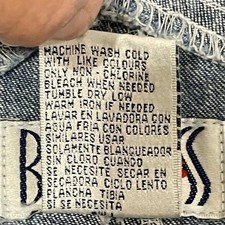 MACHINE WASH COLD
WITH LIKE COLOURS
ONLY NON - CHLORINE
BLEACH WHEN NEEDED
TUMBLE DRY LOW
WARM IRON IF NEEDED
LAVAR EN LAVADORA CON
AGUA FRIA CON COLORES
SIMILARES USAR
SOLAMENTE BLANQUEADOR
SIN CLORO CUANDO
SE NECESITE SECAR EN
SECADORA CICLO LENTO
PLANCHA TIBIA
SI SE NECESITA